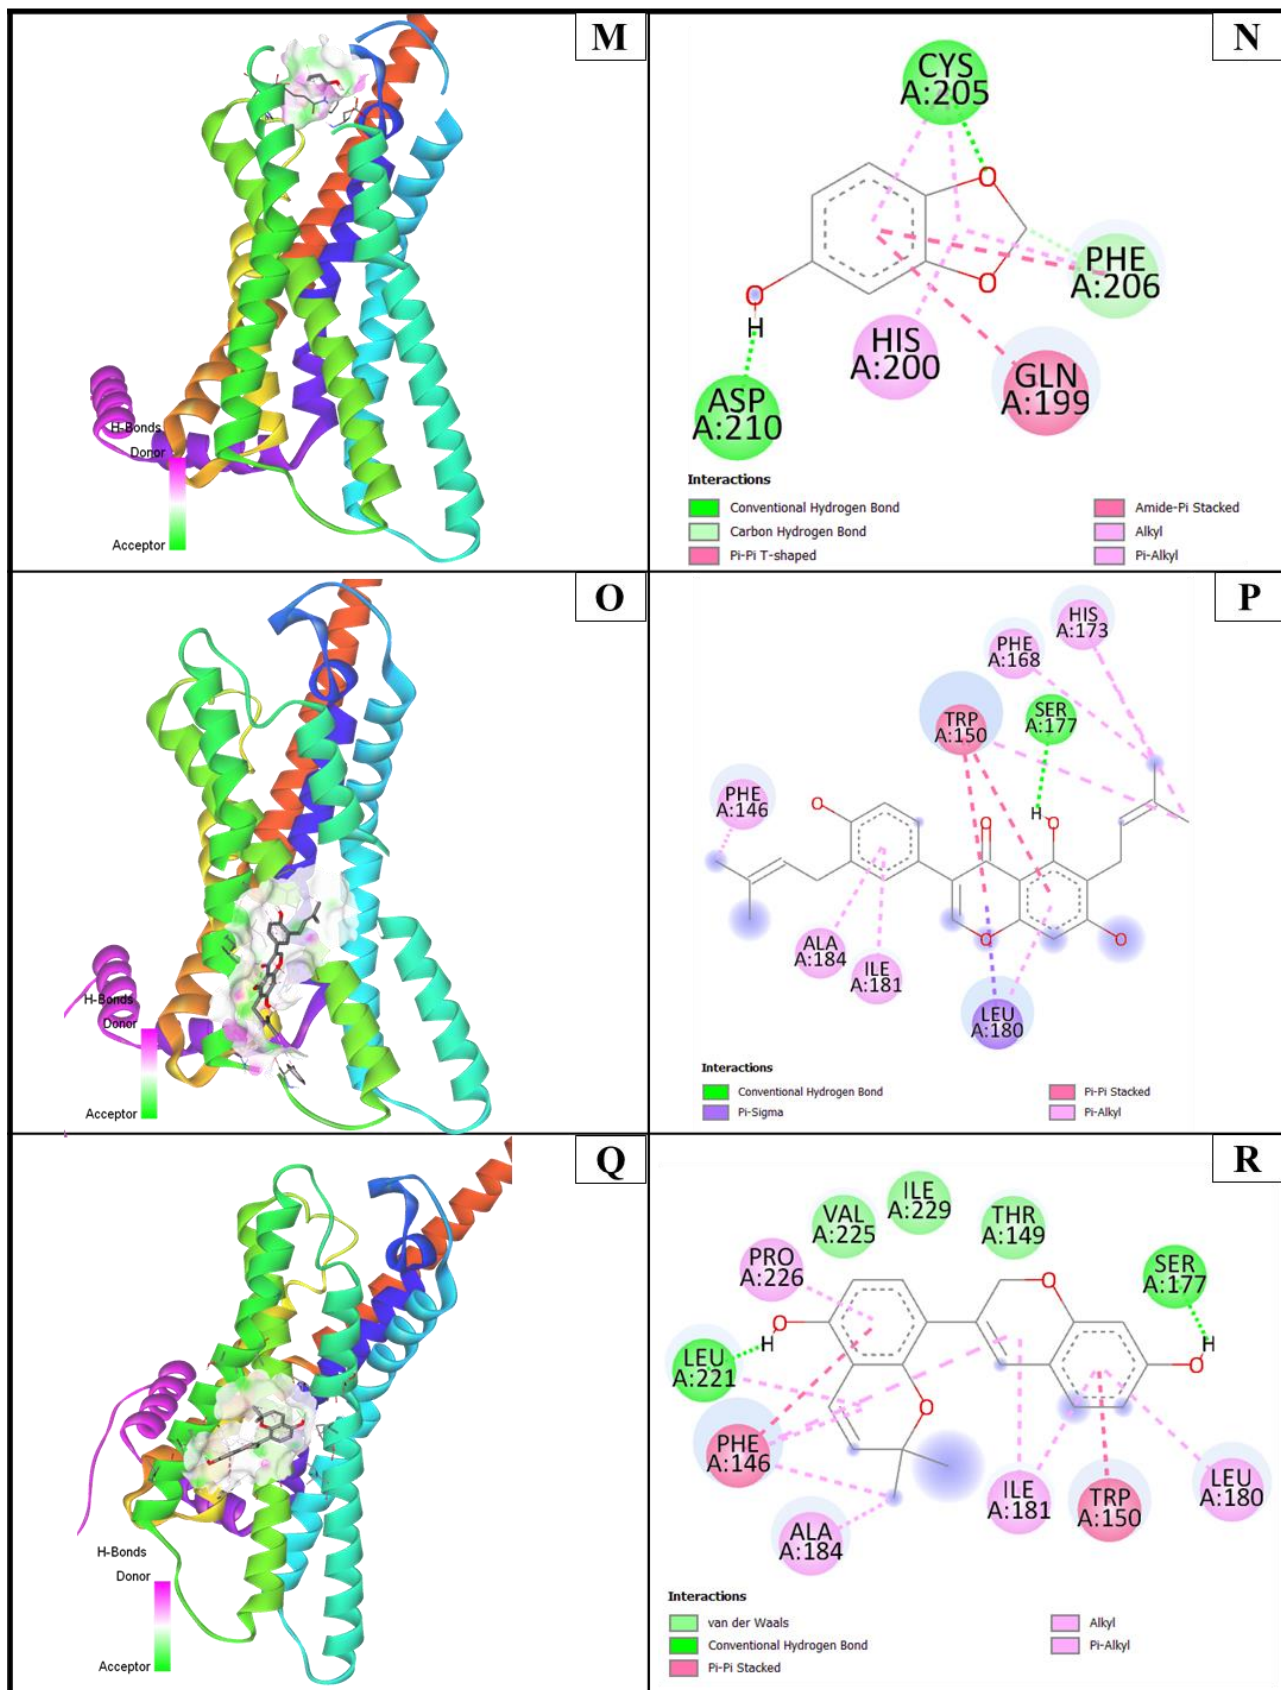 M
H-Bonds
Donor
Acceptor
N
CYS
A:205
PHE
A:206
HIS
A:200
GLN
A:199
ASP
A:210
O
O
O
H
Interactions
Conventional Hydrogen Bond
Carbon Hydrogen Bond
Pi-Pi T-shaped
Amide-Pi Stacked
Alkyl
Pi-Alkyl
O
H-Bonds
Donor
Acceptor
P
HIS
A:173
PHE
A:168
SER
A:177
TRP
A:150
PHE
A:146
ALA
A:184
ILE
A:181
LEU
A:180
O
O
H
O
O
O
Interactions
Conventional Hydrogen Bond
Pi-Sigma
Pi-Pi Stacked
Pi-Alkyl
Q
H-Bonds
Donor
Acceptor
R
ILE
A:229
VAL
A:225
THR
A:149
PRO
A:226
SER
A:177
LEU
A:221
PHE
A:146
ALA
A:184
ILE
A:181
TRP
A:150
LEU
A:180
O
H
O
O
H
O
Interactions
van der Waals
Conventional Hydrogen Bond
Pi-Pi Stacked
Alkyl
Pi-Alkyl